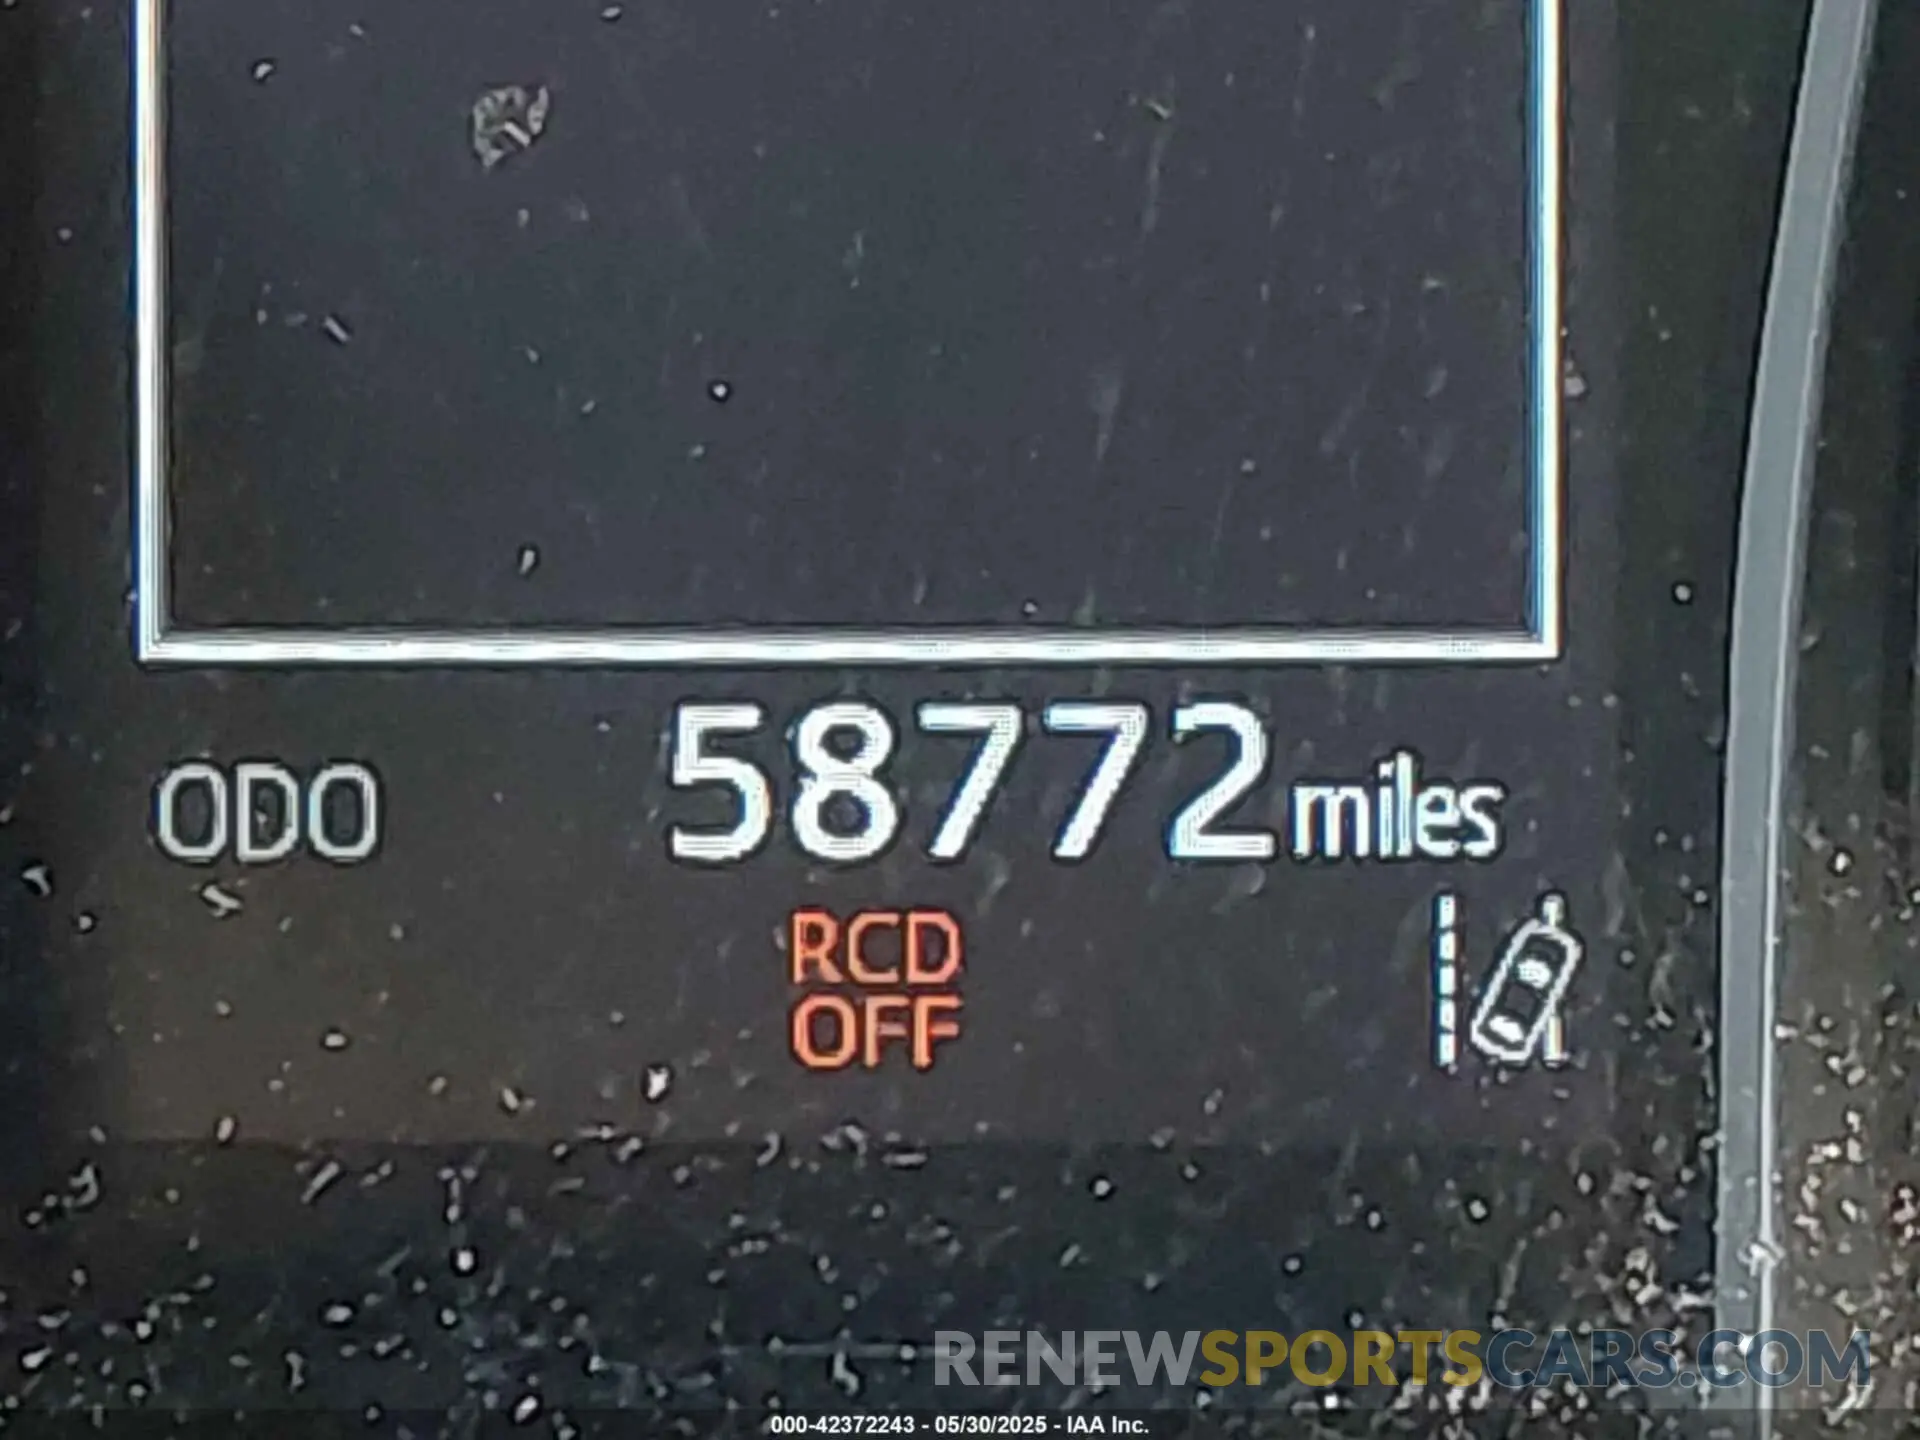 ODO 58772 miles
RCD
OFF
RENEWSPORTSCARS.COM
000-42372243 - 05/30/2025 - IAA Inc.